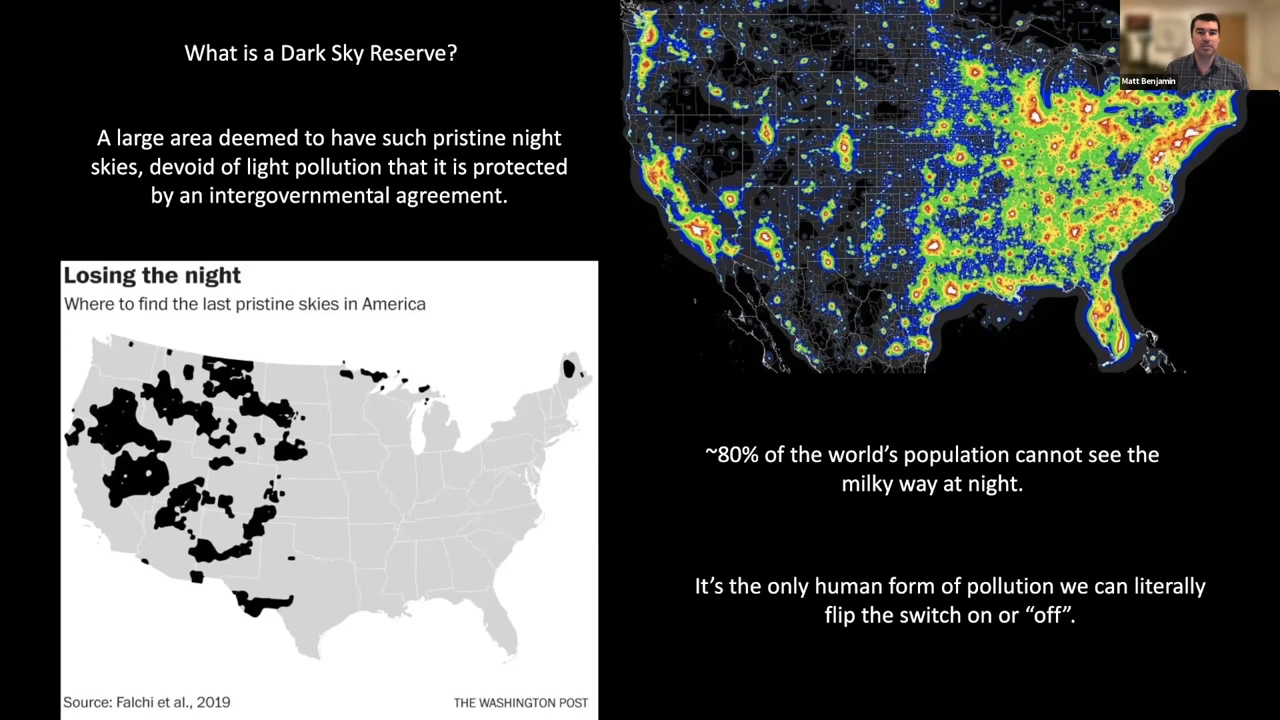 What is a Dark Sky Reserve?
A large area deemed to have such pristine night
skies, devoid of light pollution that it is protected
by an intergovernmental agreement.
Losing the night
Where to find the last pristine skies in America
Source: Falchi et al., 2019
THE WASHINGTON POST
Matt Benjamin
~80% of the world’s population cannot see the
milky way at night.
It’s the only human form of pollution we can literally
flip the switch on or “off”.